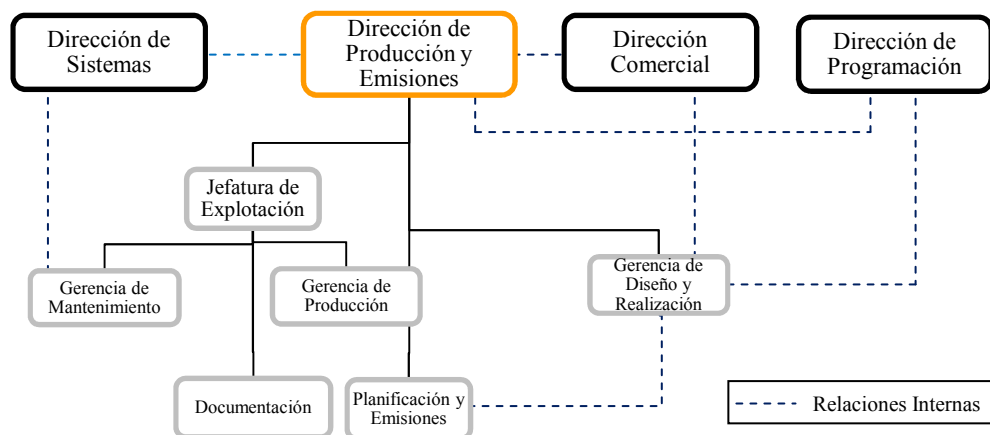 Dirección de
Sistemas
Dirección de
Producción y
Emisiones
Dirección
Comercial
Dirección de
Programación
Jefatura de
Explotación
Gerencia de
Mantenimiento
Gerencia de
Producción
Gerencia de
Diseño y
Realización
Documentación
Planificación y
Emisiones
Relaciones Internas